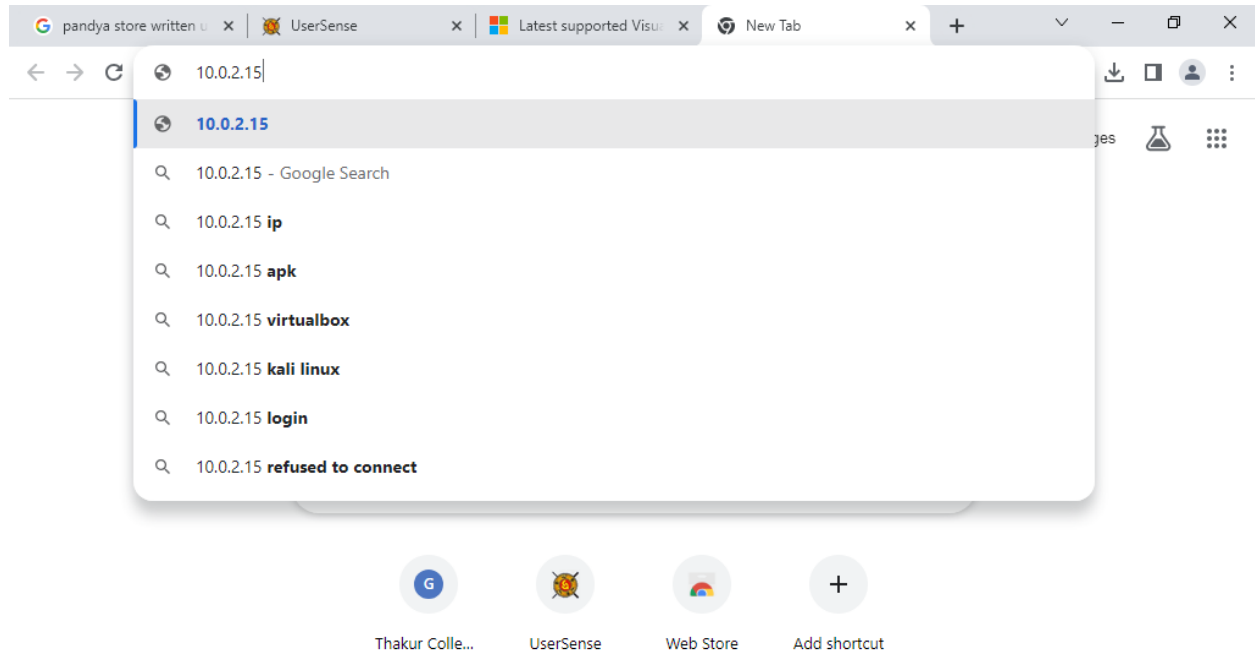 pandya store written u
UserSense
Latest supported Visu
New Tab
10.0.2.15
10.0.2.15
10.0.2.15 - Google Search
10.0.2.15 ip
10.0.2.15 apk
10.0.2.15 virtualbox
10.0.2.15 kali linux
10.0.2.15 login
10.0.2.15 refused to connect
ges
G
Thakur Colle...
UserSense
Web Store
Add shortcut